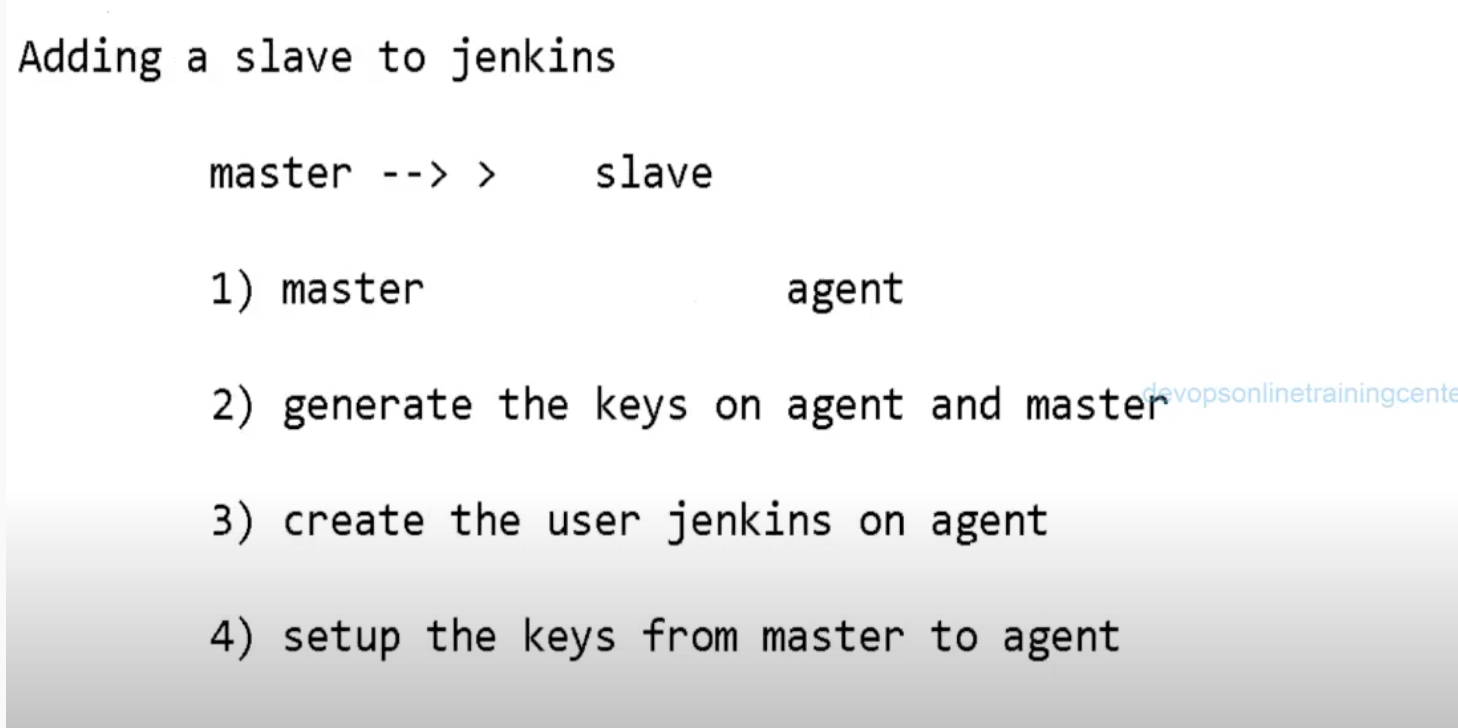 Adding a slave to jenkins
master --> > slave
1) master agent
2) generate the keys on agent and master
devopsonlinetrainingcente
3) create the user jenkins on agent
4) setup the keys from master to agent